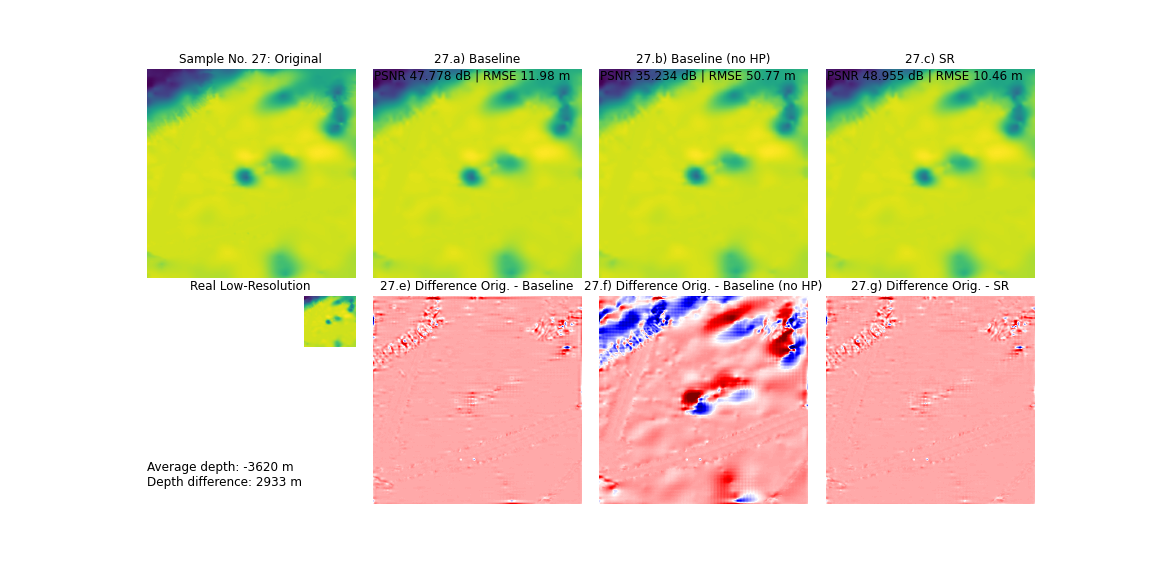 Sample No. 27: Original
27.a) Baseline
27.b) Baseline (no HP)
27.c) SR
PSNR 47.778 dB | RMSE 11.98 m
PSNR 35.234 dB | RMSE 50.77 m
PSNR 48.955 dB | RMSE 10.46 m
Real Low-Resolution
27.e) Difference Orig. - Baseline
27.f) Difference Orig. - Baseline (no HP)
27.g) Difference Orig. - SR
Average depth: -3620 m
Depth difference: 2933 m